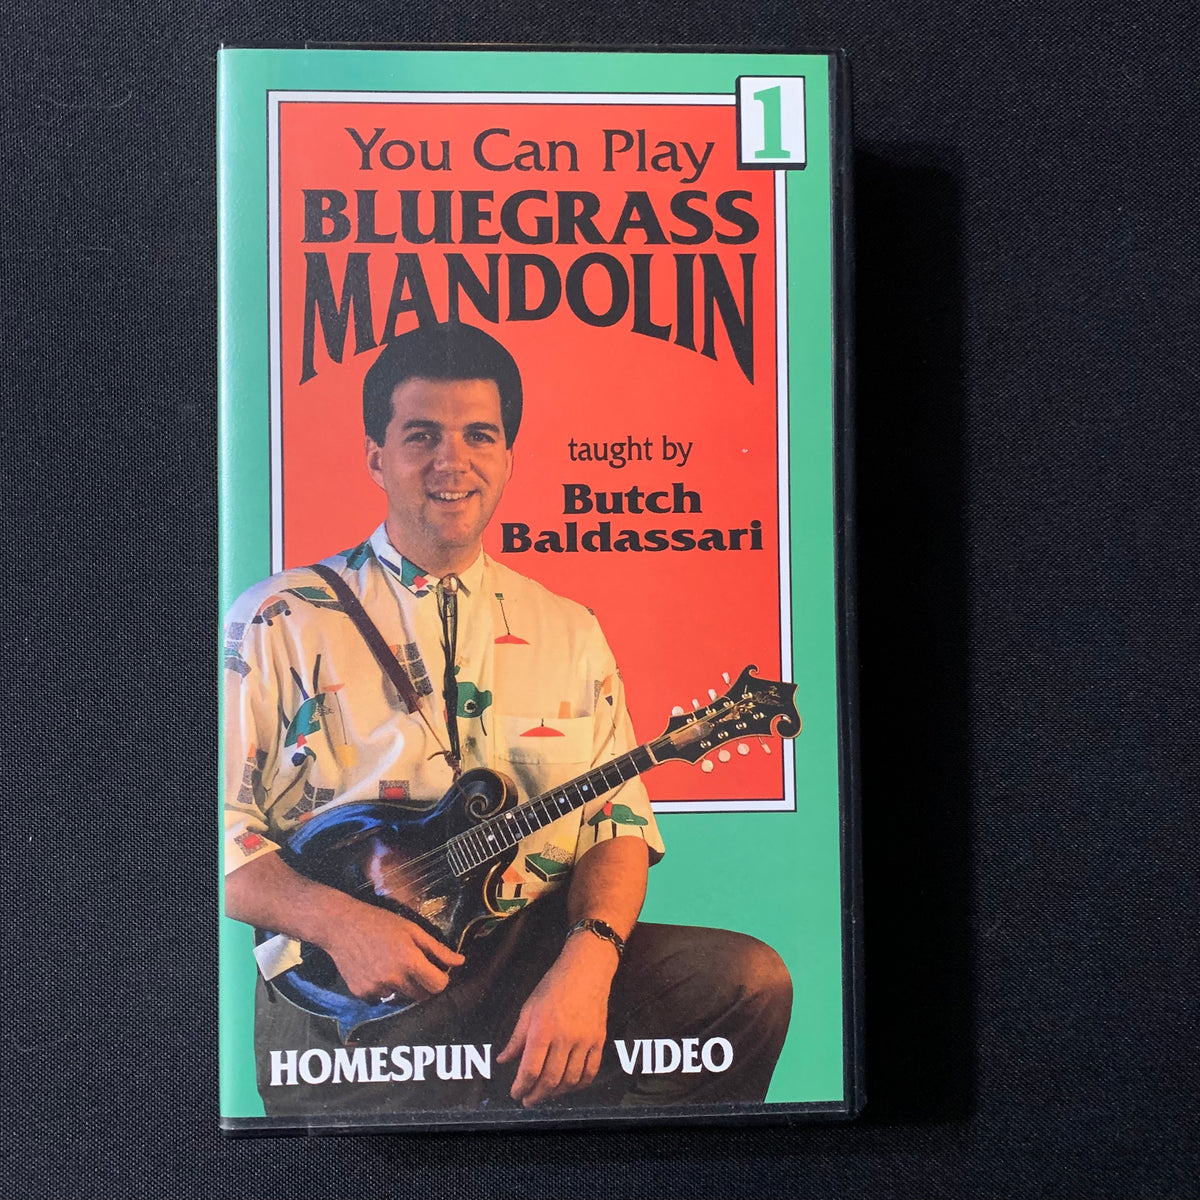 1
You Can Play
BLUEGRASS
MANDOLIN
taught by
Butch
Baldassari
HOMESPUN VIDEO